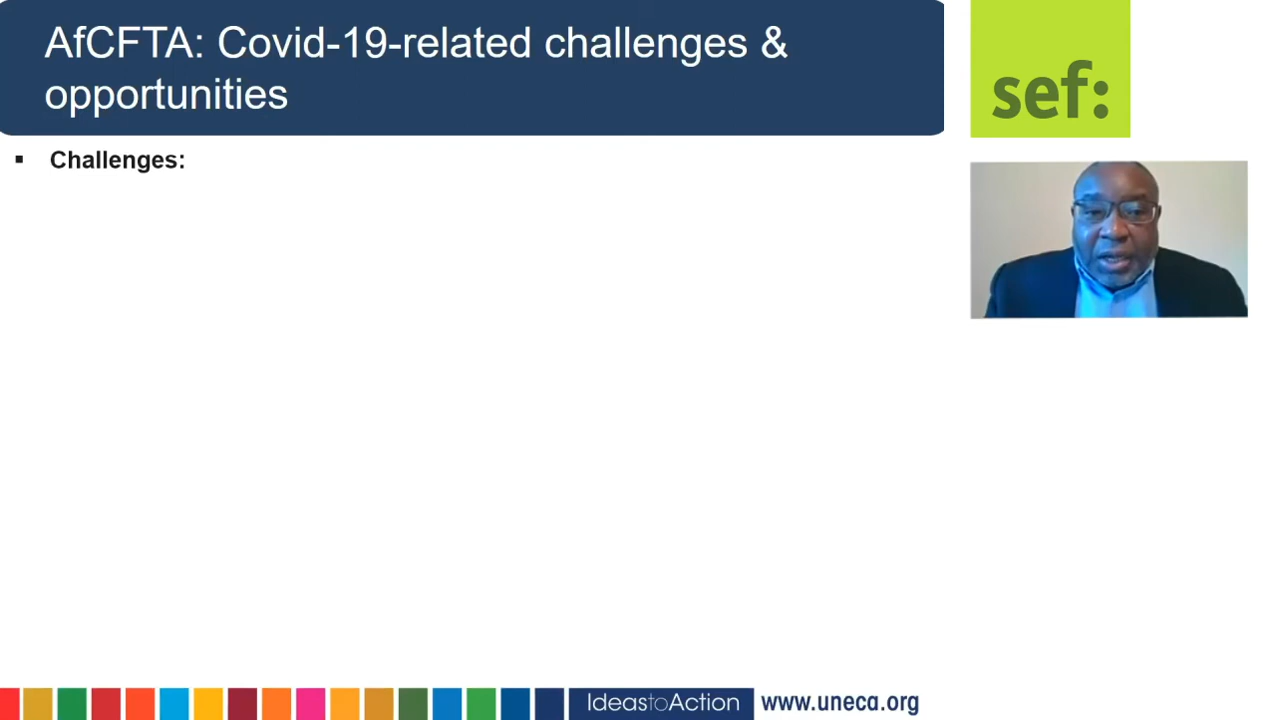 AfCFTA: Covid-19-related challenges &
opportunities
sef:
▪ Challenges:
IdeastoAction
www.uneca.org